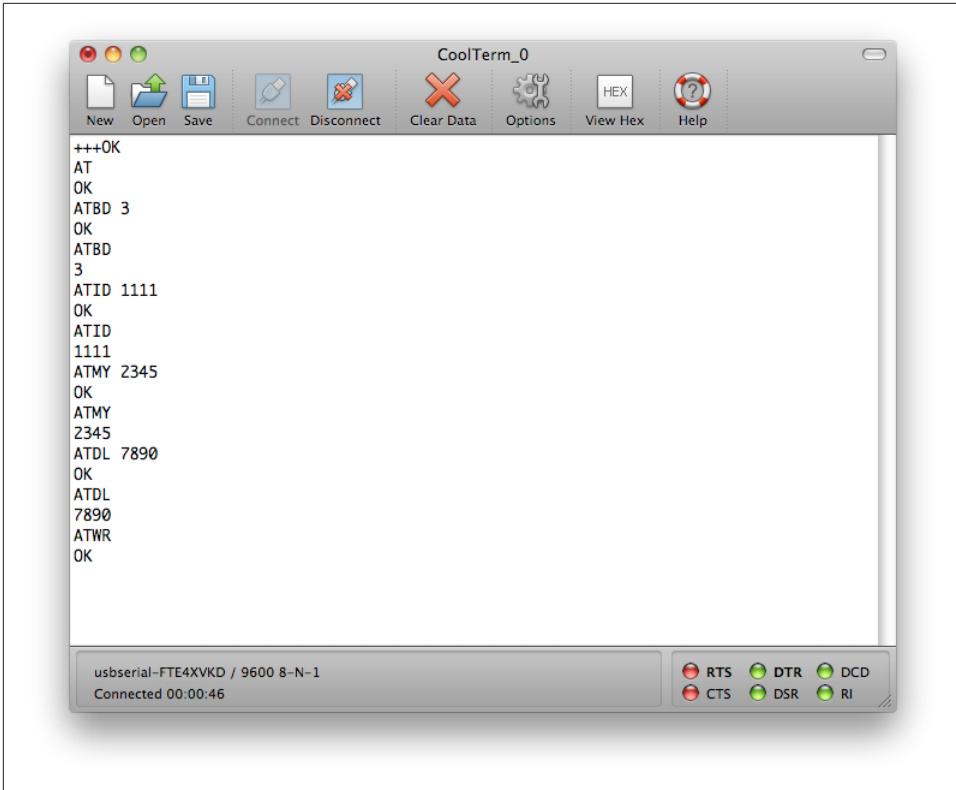 CoolTerm_0
New Open Save Connect Disconnect Clear Data Options HEX View Hex Help
+++OK
AT
OK
ATBD 3
OK
ATBD
3
ATID 1111
OK
ATID
1111
ATMY 2345
OK
ATMY
2345
ATDL 7890
OK
ATDL
7890
ATWR
OK
usbserial-FTE4XVKD / 9600 8-N-1
Connected 00:00:46
RTS DTR DCD
CTS DSR RI